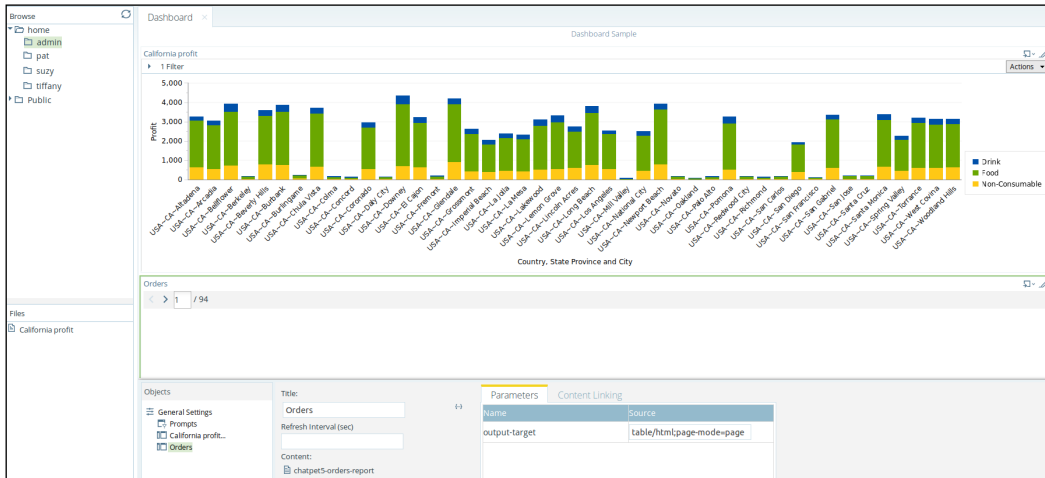 Browse
home
admin
pat
suzy
tiffany
Public
Files
California profit
Dashboard ×
Dashboard Sample
California profit
1 Filter
Actions
Profit
5,000
4,000
3,000
2,000
1,000
0
USA~CA~Altadena
USA~CA~Arcadia
USA~CA~Bellflower
USA~CA~Berkeley
USA~CA~Beverly Hills
USA~CA~Burbank
USA~CA~Burlingame
USA~CA~Chula Vista
USA~CA~Colma
USA~CA~Concord
USA~CA~Coronado
USA~CA~Daly City
USA~CA~Downey
USA~CA~El Cajon
USA~CA~Fremont
USA~CA~Glendale
USA~CA~Grossmont
USA~CA~Imperial Beach
USA~CA~La Jolla
USA~CA~La Mesa
USA~CA~Lakewood
USA~CA~Lemon Grove
USA~CA~Lincoln Acres
USA~CA~Long Beach
USA~CA~Los Angeles
USA~CA~Mill Valley
USA~CA~National City
USA~CA~Newport Beach
USA~CA~Novato
USA~CA~Oakland
USA~CA~Palo Alto
USA~CA~Pomona
USA~CA~Redwood City
USA~CA~Richmond
USA~CA~San Carlos
USA~CA~San Diego
USA~CA~San Francisco
USA~CA~San Gabriel
USA~CA~San Jose
USA~CA~Santa Cruz
USA~CA~Santa Monica
USA~CA~Spring Valley
USA~CA~Torrance
USA~CA~West Covina
USA~CA~Woodland Hills
Country, State Province and City
Drink
Food
Non-Consumable
Orders
1 / 94
Objects
General Settings
Prompts
California profit...
Orders
Title:
Orders
Refresh Interval (sec)
Content:
chatpet5-orders-report
{-}
Parameters Content Linking
Name Source
output-target table/html;page-mode=page